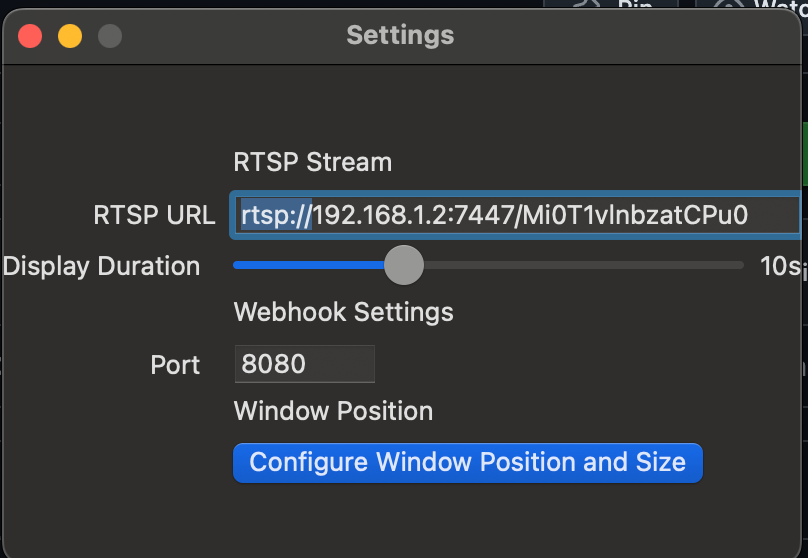 Settings
RTSP Stream
RTSP URL rtsp://192.168.1.2:7447/Mi0T1vlnbzatCPu0
Display Duration 10s
Webhook Settings
Port 8080
Window Position
Configure Window Position and Size